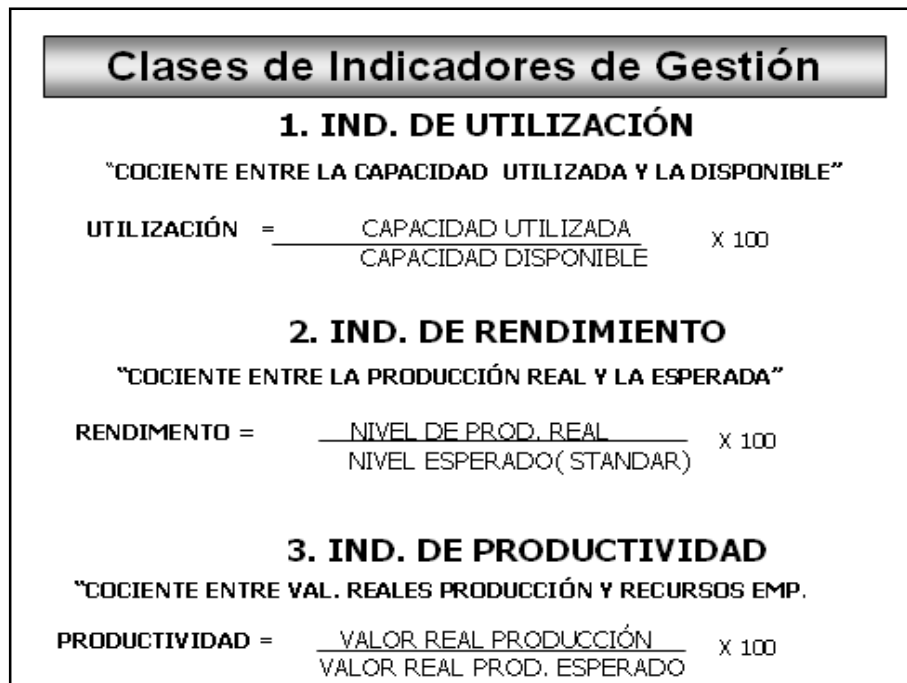 Clases de Indicadores de Gestión
1. IND. DE UTILIZACIÓN
"COCIENTE ENTRE LA CAPACIDAD UTILIZADA Y LA DISPONIBLE"
UTILIZACIÓN = CAPACIDAD UTILIZADA X 100
CAPACIDAD DISPONIBLE
2. IND. DE RENDIMIENTO
"COCIENTE ENTRE LA PRODUCCIÓN REAL Y LA ESPERADA"
RENDIMENTO = NIVEL DE PROD. REAL X 100
NIVEL ESPERADO( STANDAR)
3. IND. DE PRODUCTIVIDAD
"COCIENTE ENTRE VAL. REALES PRODUCCIÓN Y RECURSOS EMP.
PRODUCTIVIDAD = VALOR REAL PRODUCCIÓN X 100
VALOR REAL PROD. ESPERADO